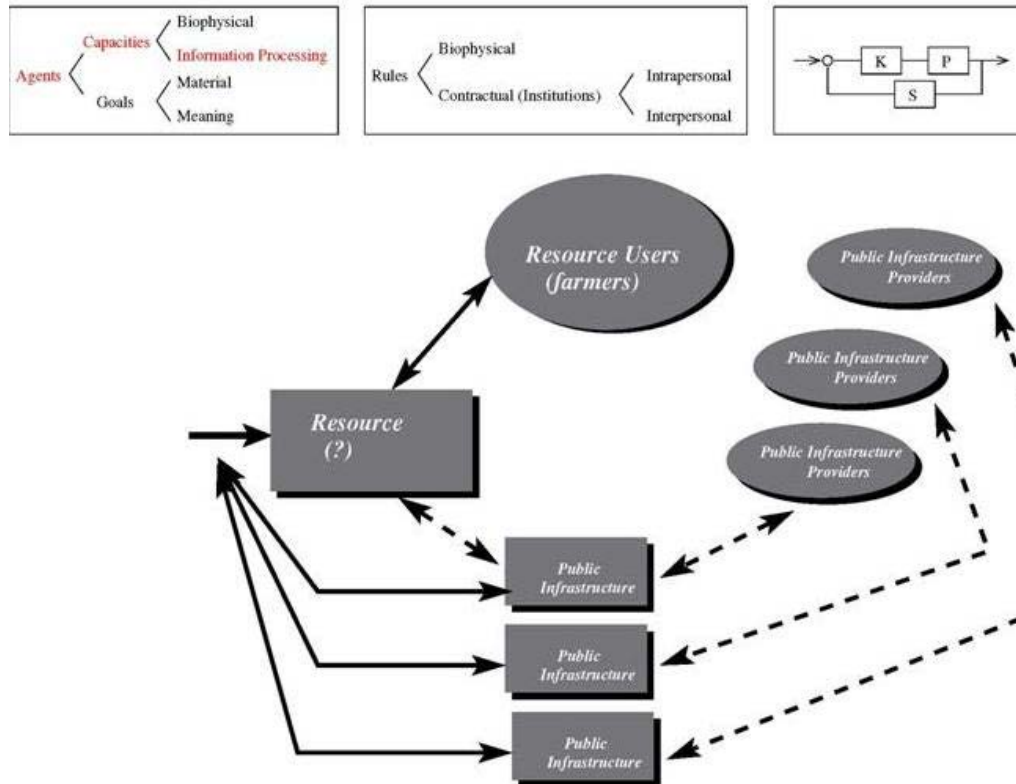 Agents
Capacities
Biophysical
Information Processing
Goals
Material
Meaning
Rules
Biophysical
Contractual (Institutions)
Intrapersonal
Interpersonal
K
P
S
Resource Users
(farmers)
Public Infrastructure
Providers
Public Infrastructure
Providers
Public Infrastructure
Providers
Resource
(?)
Public
Infrastructure
Public
Infrastructure
Public
Infrastructure